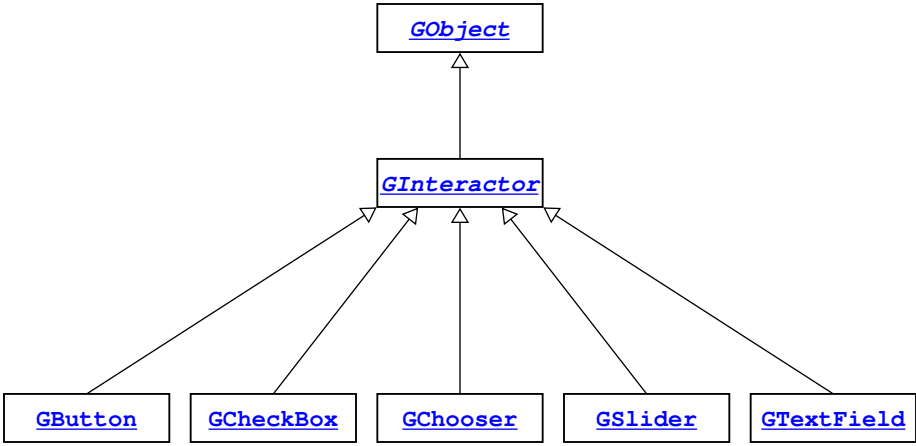 GObject
GInteractor
GButton
GCheckBox
GChooser
GSlider
GTextField